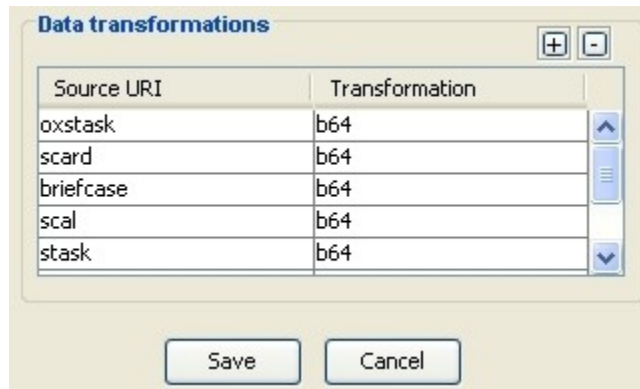 Data transformations
+ -
Source URI Transformation
oxstask b64
scard b64
briefcase b64
scal b64
stask b64
Save Cancel